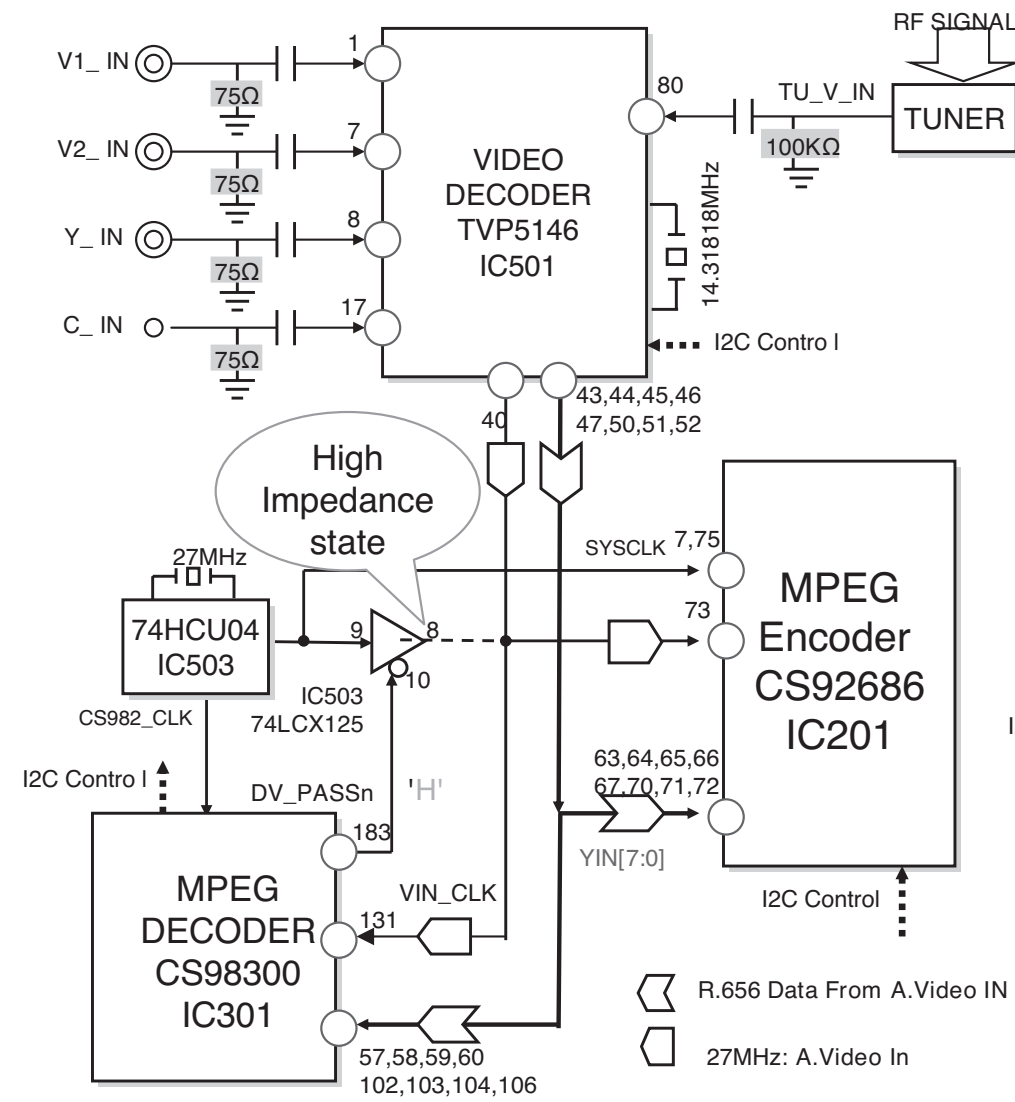 RF SIGNAL
V1_ IN
1
75Ω
V2_ IN
7
75Ω
Y_ IN
8
75Ω
C_ IN
17
75Ω
VIDEO
DECODER
TVP5146
IC501
80
TU_V_IN
TUNER
100KΩ
14.31818MHz
I2C Contro l
40
43,44,45,46
47,50,51,52
High
Impedance
state
27MHz
74HCU04
IC503
9
8
10
IC503
74LCX125
SYSCLK
7,75
73
MPEG
Encoder
CS92686
IC201
I
CS982_CLK
I2C Contro l
DV_PASSn
'H'
63,64,65,66
67,70,71,72
YIN[7:0]
183
VIN_CLK
131
MPEG
DECODER
CS98300
IC301
I2C Control
57,58,59,60
102,103,104,106
R.656 Data From A.Video IN
27MHz: A.Video In